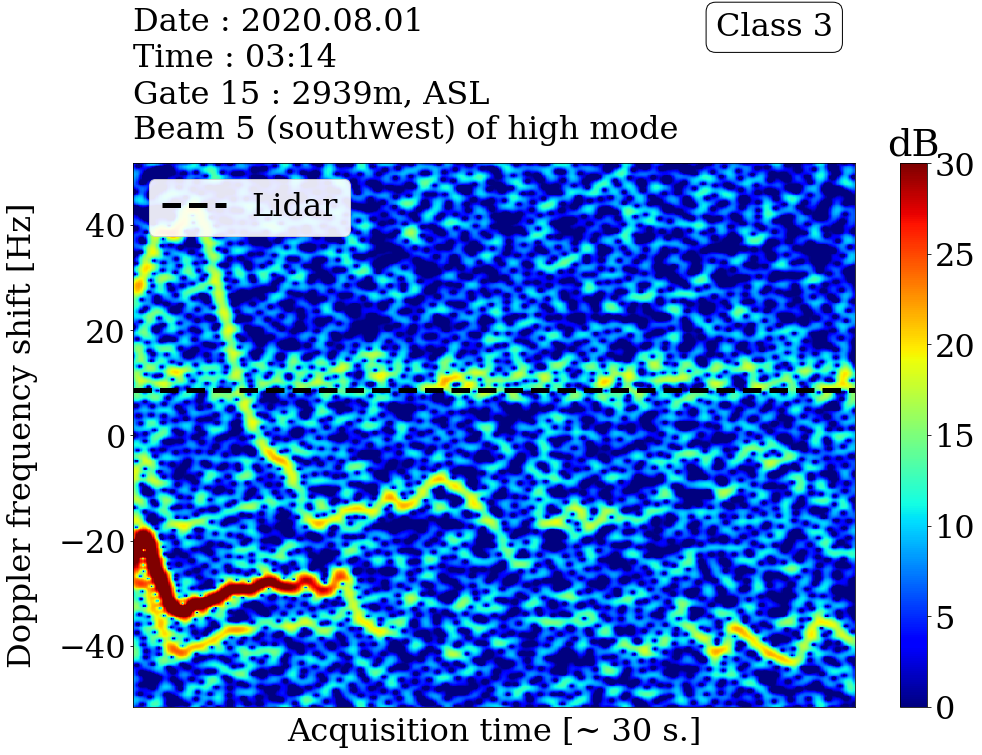 Date : 2020.08.01
Time : 03:14
Gate 15 : 2939m, ASL
Beam 5 (southwest) of high mode
Class 3
dB
Lidar
Doppler frequency shift [Hz]
40
20
0
−20
−40
Acquisition time [~ 30 s.]
30
25
20
15
10
5
0